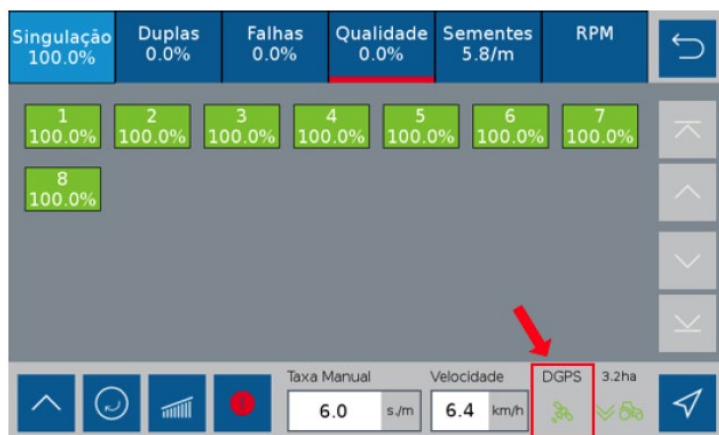 Singulação Duplas Falhas Qualidade Sementes RPM
100.0% 0.0% 0.0% 0.0% 5.8/m
1 2 3 4 5 6 7
100.0% 100.0% 100.0% 100.0% 100.0% 100.0% 100.0%
8
100.0%
Taxa Manual Velocidade DGPS 3.2ha
6.0 s./m 6.4 km/h